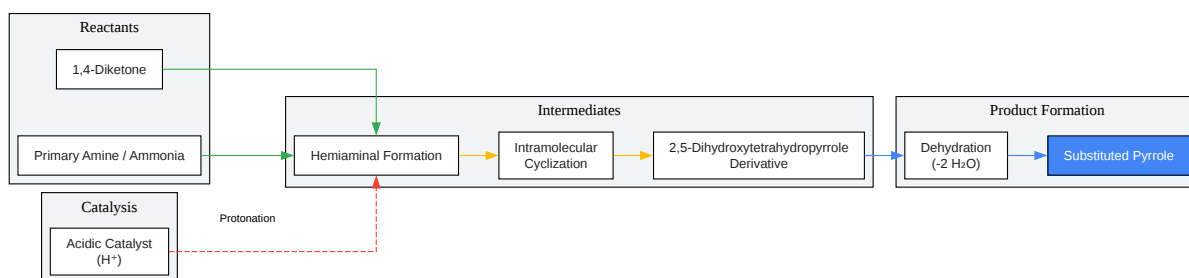 Reactants
1,4-Diketone
Primary Amine / Ammonia
Catalysis
Acidic Catalyst
(H⁺)
Protonation
Intermediates
Hemiaminal Formation
Intramolecular
Cyclization
2,5-Dihydroxytetrahydropyrrole
Derivative
Product Formation
Dehydration
(-2 H₂O)
Substituted Pyrrole